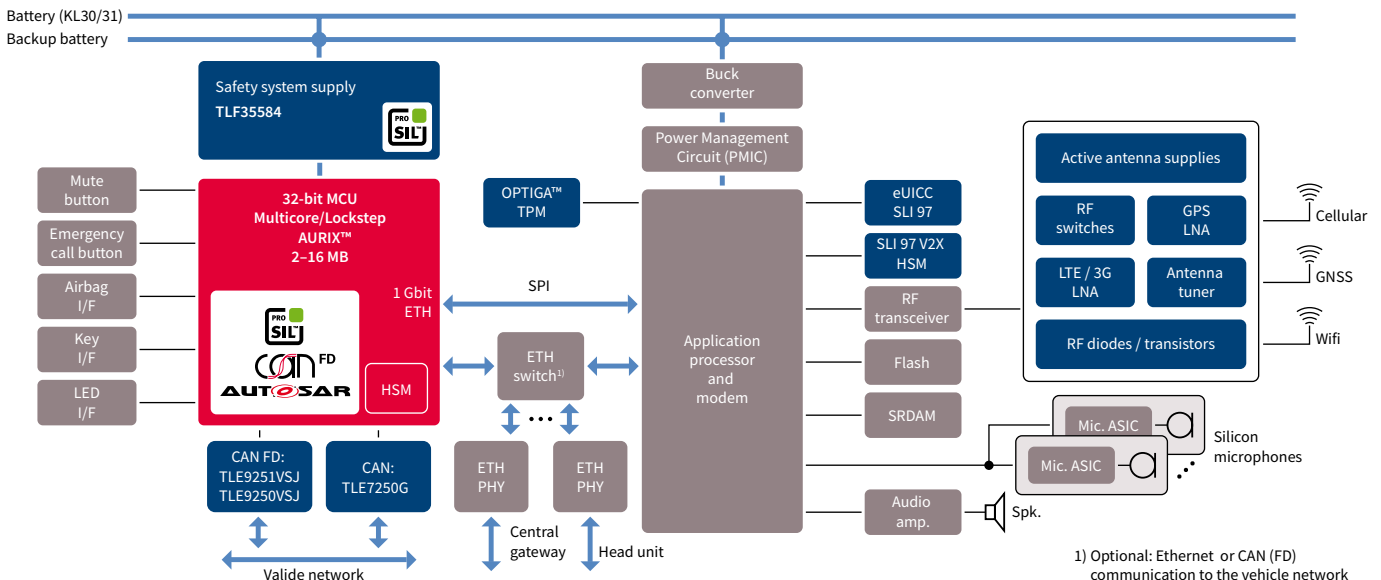 Battery (KL30/31)
Backup battery
Safety system supply
TLF35584
PRO
SIL™
Buck
converter
Power Management
Circuit (PMIC)
Mute
button
Emergency
call button
Airbag
I/F
Key
I/F
LED
I/F
32-bit MCU
Multicore/Lockstep
AURIX™
2–16 MB
1 Gbit
ETH
PRO
SIL™
CAN FD
AUTOSAR
HSM
OPTIGA™
TPM
SPI
ETH
switch¹⁾
...
ETH
PHY
ETH
PHY
Central
gateway
Head unit
CAN FD:
TLE9251VSJ
TLE9250VSJ
CAN:
TLE7250G
Valide network
Application
processor
and
modem
eUICC
SLI 97
SLI 97 V2X
HSM
RF
transceiver
Flash
SRDAM
Audio
amp.
Spk.
Active antenna supplies
RF
switches
GPS
LNA
LTE / 3G
LNA
Antenna
tuner
RF diodes / transistors
Cellular
GNSS
Wifi
Mic. ASIC
Mic. ASIC
Silicon
microphones
1) Optional: Ethernet or CAN (FD)
communication to the vehicle network